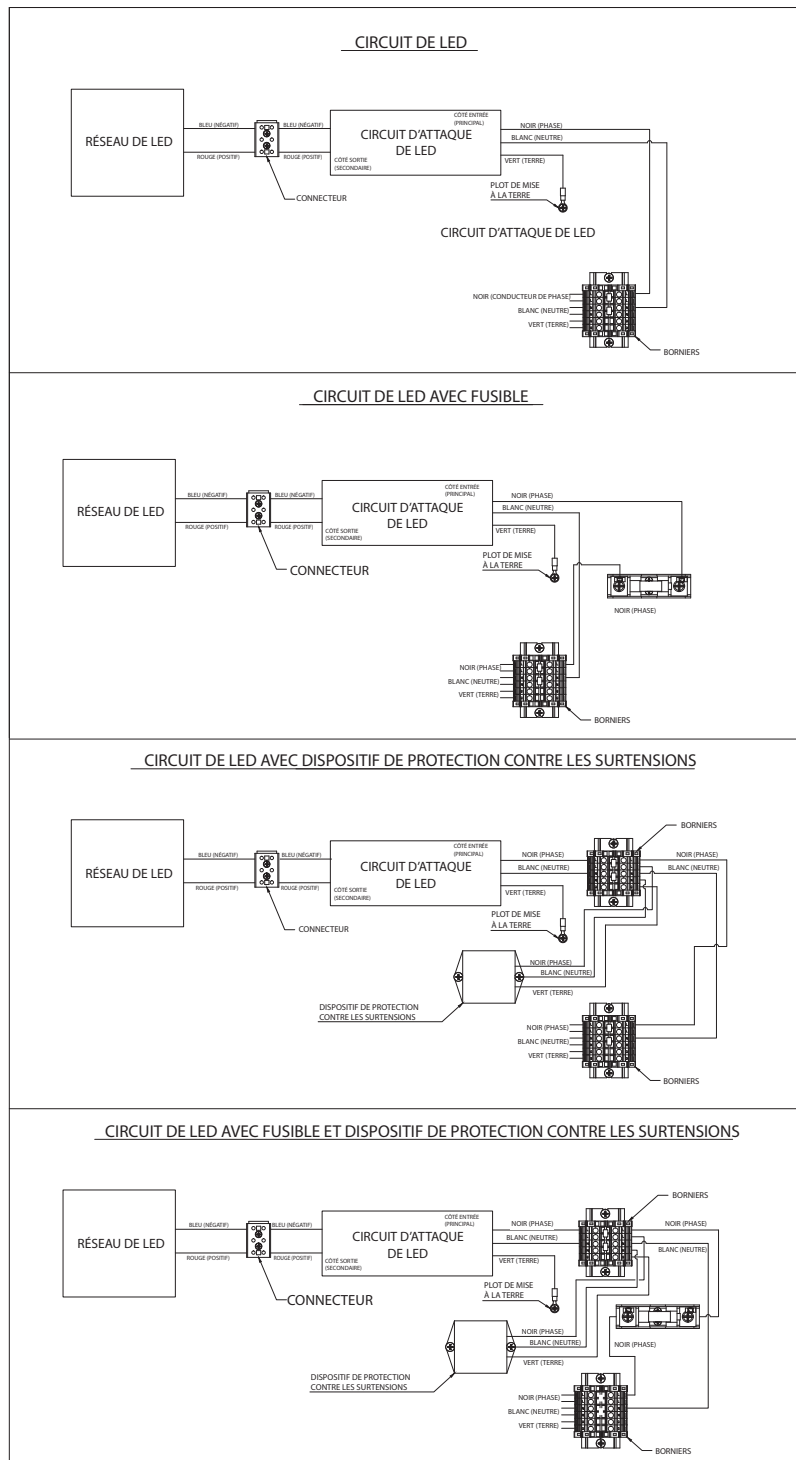 CIRCUIT DE LED
RÉSEAU DE LED
BLEU (NÉGATIF)
BLEU (NÉGATIF)
ROUGE (POSITIF)
ROUGE (POSITIF)
CONNECTEUR
CÔTÉ ENTRÉE
(PRINCIPAL)
CIRCUIT D'ATTAQUE
DE LED
CÔTÉ SORTIE
(SECONDAIRE)
NOIR (PHASE)
BLANC (NEUTRE)
VERT (TERRE)
PLOT DE MISE
À LA TERRE
CIRCUIT D'ATTAQUE DE LED
NOIR (CONDUCTEUR DE PHASE)
BLANC (NEUTRE)
VERT (TERRE)
BORNIERS
CIRCUIT DE LED AVEC FUSIBLE
RÉSEAU DE LED
BLEU (NÉGATIF)
BLEU (NÉGATIF)
ROUGE (POSITIF)
ROUGE (POSITIF)
CONNECTEUR
CÔTÉ ENTRÉE
(PRINCIPAL)
CIRCUIT D'ATTAQUE
DE LED
CÔTÉ SORTIE
(SECONDAIRE)
NOIR (PHASE)
BLANC (NEUTRE)
VERT (TERRE)
PLOT DE MISE
À LA TERRE
NOIR (PHASE)
NOIR (PHASE)
BLANC (NEUTRE)
VERT (TERRE)
BORNIERS
CIRCUIT DE LED AVEC DISPOSITIF DE PROTECTION CONTRE LES SURTENSIONS
RÉSEAU DE LED
BLEU (NÉGATIF)
BLEU (NÉGATIF)
ROUGE (POSITIF)
ROUGE (POSITIF)
CONNECTEUR
CÔTÉ ENTRÉE
(PRINCIPAL)
CIRCUIT D'ATTAQUE
DE LED
CÔTÉ SORTIE
(SECONDAIRE)
NOIR (PHASE)
BLANC (NEUTRE)
VERT (TERRE)
BORNIERS
NOIR (PHASE)
BLANC (NEUTRE)
PLOT DE MISE
À LA TERRE
NOIR (PHASE)
BLANC (NEUTRE)
VERT (TERRE)
DISPOSITIF DE PROTECTION
CONTRE LES SURTENSIONS
NOIR (PHASE)
BLANC (NEUTRE)
VERT (TERRE)
BORNIERS
CIRCUIT DE LED AVEC FUSIBLE ET DISPOSITIF DE PROTECTION CONTRE LES SURTENSIONS
RÉSEAU DE LED
BLEU (NÉGATIF)
BLEU (NÉGATIF)
ROUGE (POSITIF)
ROUGE (POSITIF)
CONNECTEUR
CÔTÉ ENTRÉE
(PRINCIPAL)
CIRCUIT D'ATTAQUE
DE LED
CÔTÉ SORTIE
(SECONDAIRE)
NOIR (PHASE)
BLANC (NEUTRE)
VERT (TERRE)
BORNIERS
NOIR (PHASE)
BLANC (NEUTRE)
PLOT DE MISE
À LA TERRE
NOIR (PHASE)
BLANC (NEUTRE)
VERT (TERRE)
NOIR (PHASE)
DISPOSITIF DE PROTECTION
CONTRE LES SURTENSIONS
NOIR (PHASE)
BLANC (NEUTRE)
VERT (TERRE)
BORNIERS